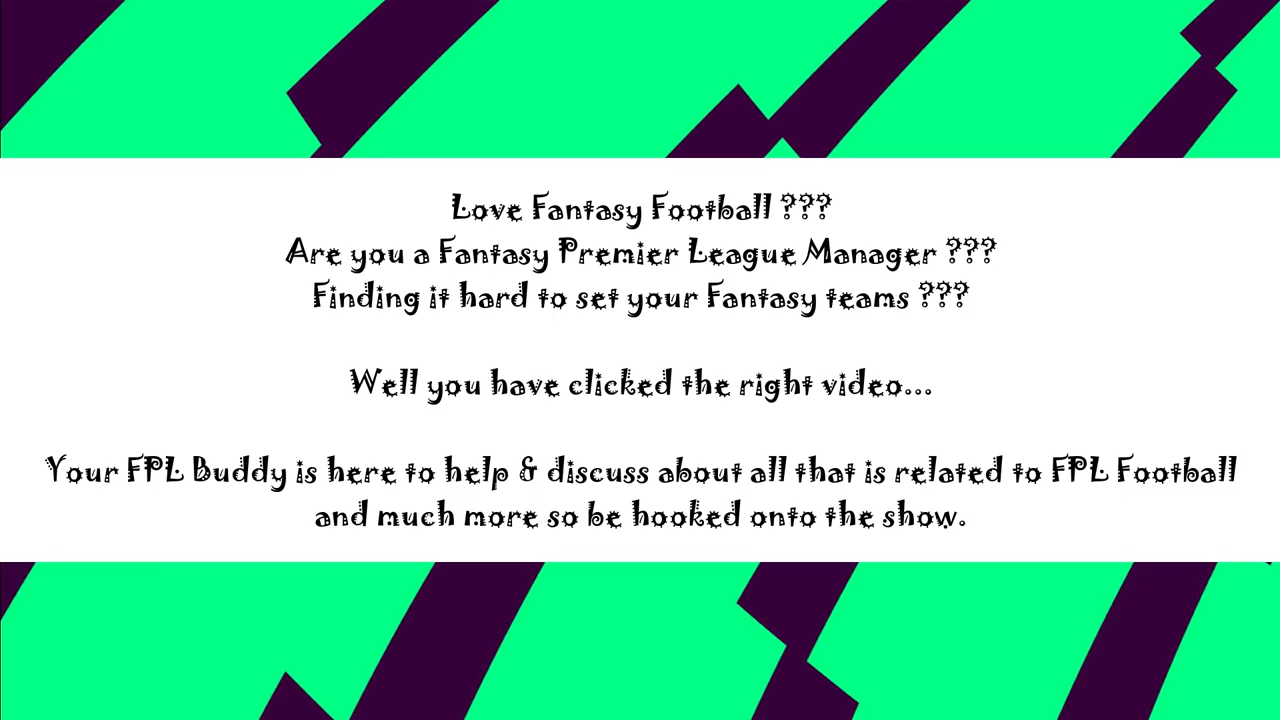 Love Fantasy Football ???
Are you a Fantasy Premier League Manager ???
Finding it hard to set your Fantasy teams ???
Well you have clicked the right video...
Your FPL Buddy is here to help & discuss about all that is related to FPL Football
and much more so be hooked onto the show.